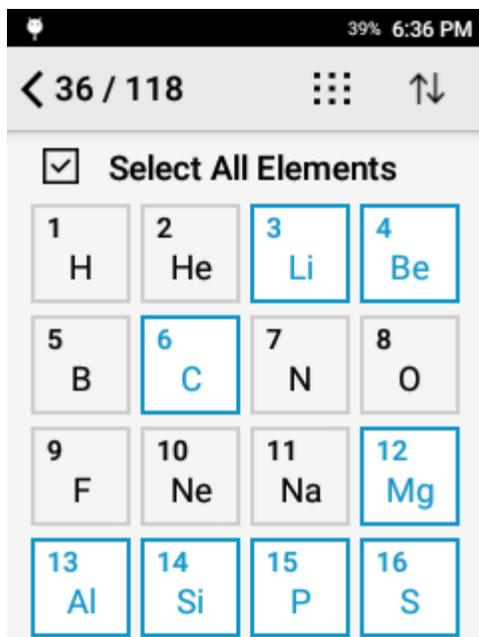 39% 6:36 PM
36 / 118
Select All Elements
1 2 3 4
H He Li Be
5 6 7 8
B C N O
9 10 11 12
F Ne Na Mg
13 14 15 16
Al Si P S